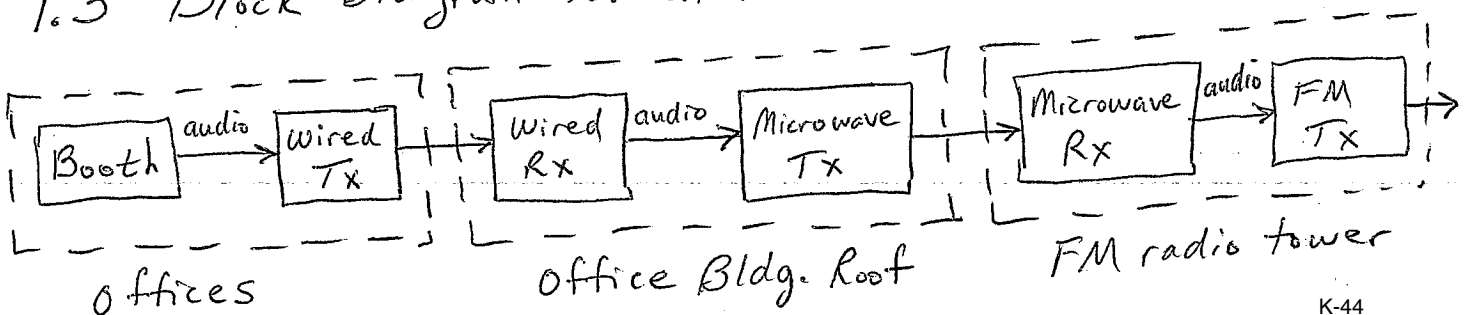 1.3 Block Diagram
Booth
audio
Wired
Tx
Wired
Rx
audio
Microwave
Tx
Microwave
Rx
audio
FM
Tx
offices
Office Bldg. Roof
FM radio tower
K-44